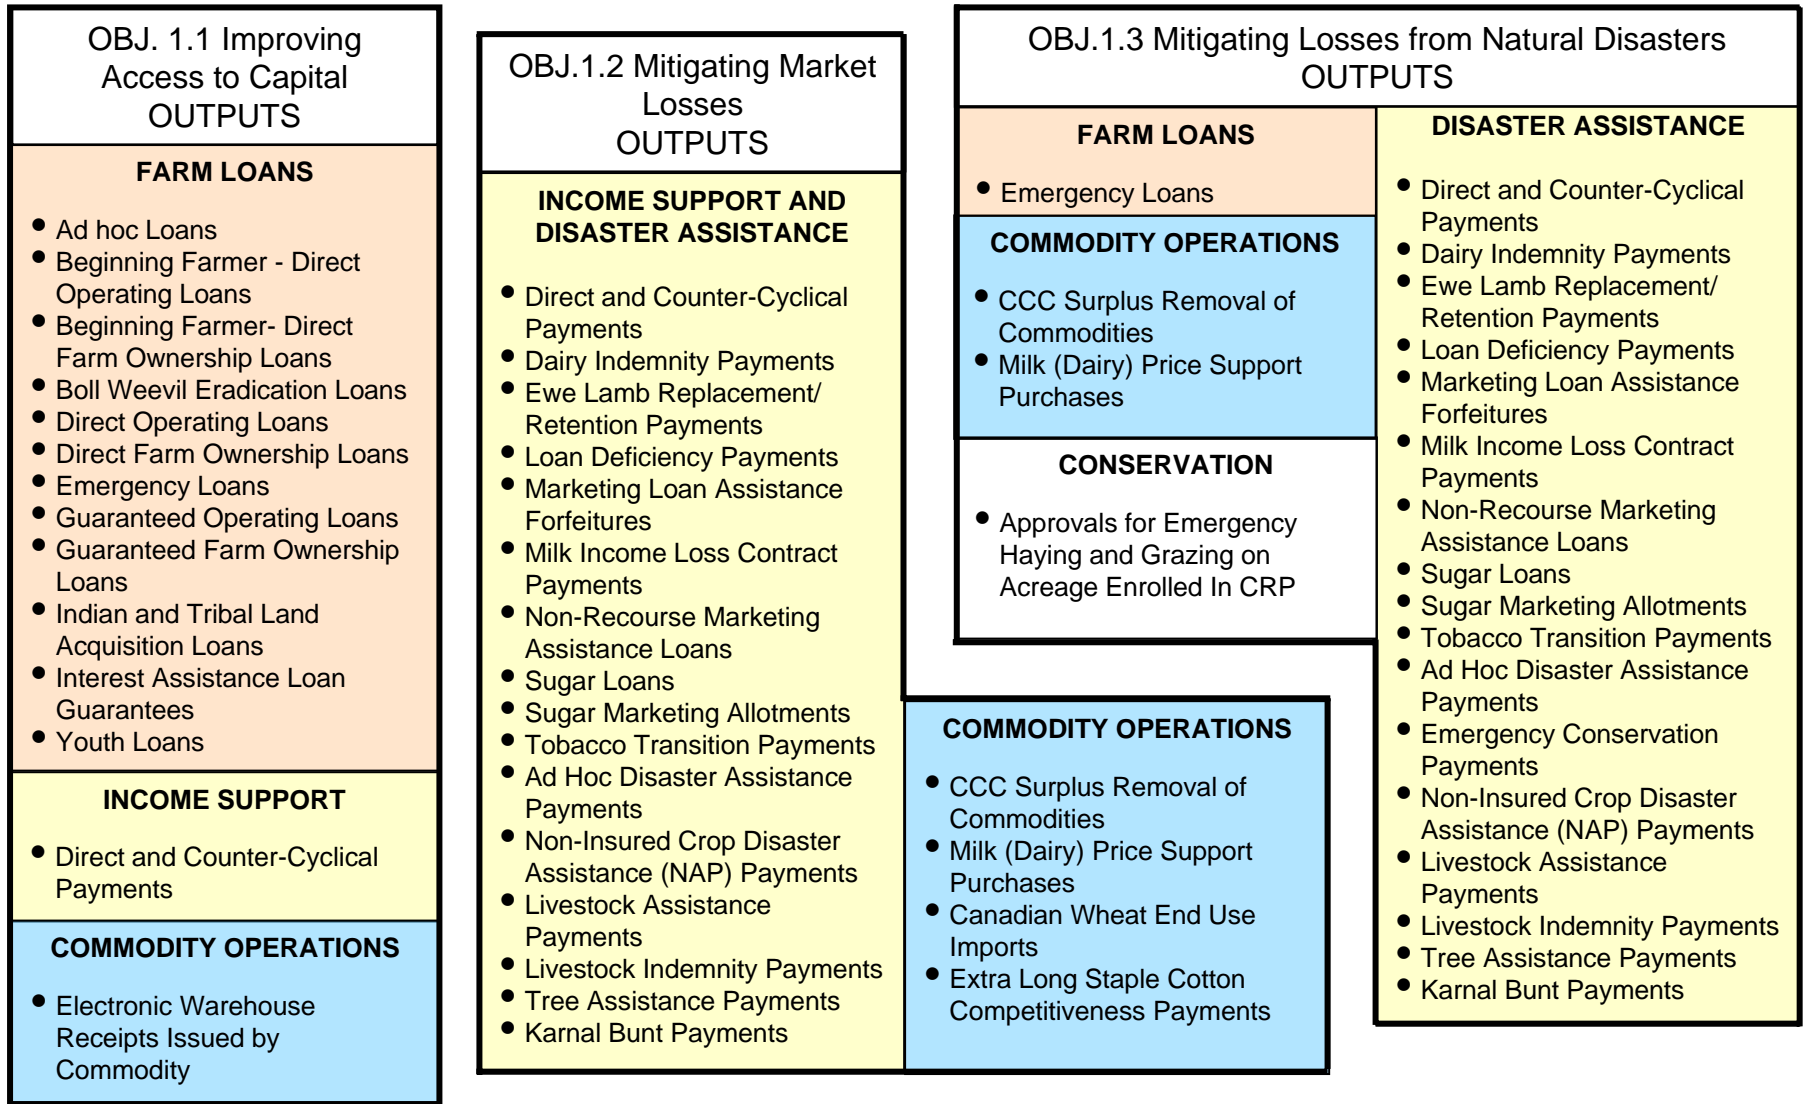 OBJ. 1.1 Improving
Access to Capital
OUTPUTS
FARM LOANS
• Ad hoc Loans
• Beginning Farmer - Direct
Operating Loans
• Beginning Farmer- Direct
Farm Ownership Loans
• Boll Weevil Eradication Loans
• Direct Operating Loans
• Direct Farm Ownership Loans
• Emergency Loans
• Guaranteed Operating Loans
• Guaranteed Farm Ownership
Loans
• Indian and Tribal Land
Acquisition Loans
• Interest Assistance Loan
Guarantees
• Youth Loans
INCOME SUPPORT
• Direct and Counter-Cyclical
Payments
COMMODITY OPERATIONS
• Electronic Warehouse
Receipts Issued by
Commodity
OBJ.1.2 Mitigating Market
Losses
OUTPUTS
INCOME SUPPORT AND
DISASTER ASSISTANCE
• Direct and Counter-Cyclical
Payments
• Dairy Indemnity Payments
• Ewe Lamb Replacement/
Retention Payments
• Loan Deficiency Payments
• Marketing Loan Assistance
Forfeitures
• Milk Income Loss Contract
Payments
• Non-Recourse Marketing
Assistance Loans
• Sugar Loans
• Sugar Marketing Allotments
• Tobacco Transition Payments
• Ad Hoc Disaster Assistance
Payments
• Non-Insured Crop Disaster
Assistance (NAP) Payments
• Livestock Assistance
Payments
• Livestock Indemnity Payments
• Tree Assistance Payments
• Karnal Bunt Payments
COMMODITY OPERATIONS
• CCC Surplus Removal of
Commodities
• Milk (Dairy) Price Support
Purchases
• Canadian Wheat End Use
Imports
• Extra Long Staple Cotton
Competitiveness Payments
OBJ.1.3 Mitigating Losses from Natural Disasters
OUTPUTS
FARM LOANS
• Emergency Loans
COMMODITY OPERATIONS
• CCC Surplus Removal of
Commodities
• Milk (Dairy) Price Support
Purchases
CONSERVATION
• Approvals for Emergency
Haying and Grazing on
Acreage Enrolled In CRP
DISASTER ASSISTANCE
• Direct and Counter-Cyclical
Payments
• Dairy Indemnity Payments
• Ewe Lamb Replacement/
Retention Payments
• Loan Deficiency Payments
• Marketing Loan Assistance
Forfeitures
• Milk Income Loss Contract
Payments
• Non-Recourse Marketing
Assistance Loans
• Sugar Loans
• Sugar Marketing Allotments
• Tobacco Transition Payments
• Ad Hoc Disaster Assistance
Payments
• Emergency Conservation
Payments
• Non-Insured Crop Disaster
Assistance (NAP) Payments
• Livestock Assistance
Payments
• Livestock Indemnity Payments
• Tree Assistance Payments
• Karnal Bunt Payments